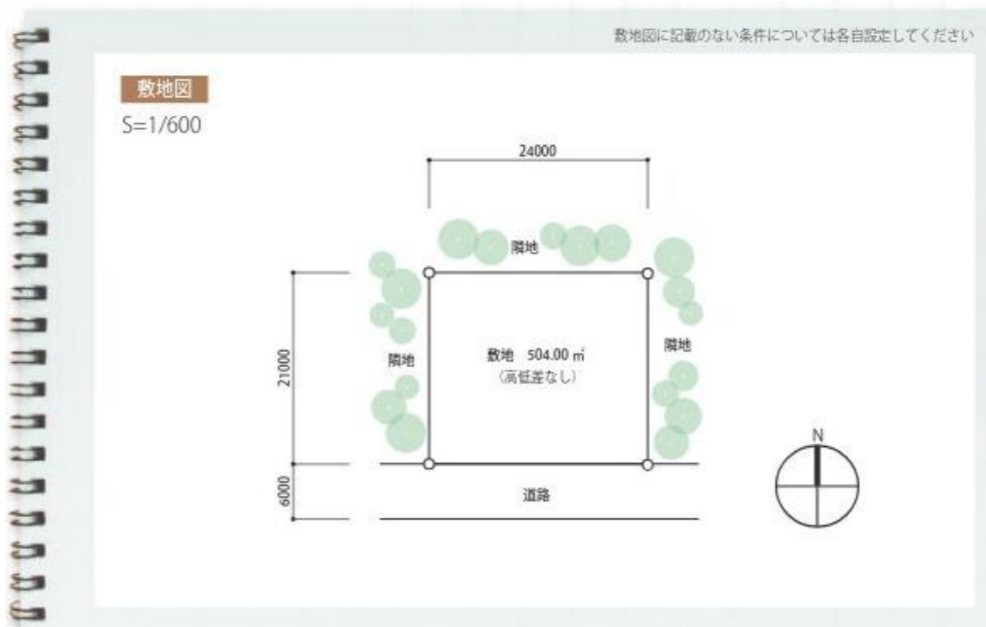 敷地図に記載のない条件については各自設定してください
敷地図
S=1/600
24000
隣地
21000
隣地
敷地 504.00 ㎡
(高低差なし)
隣地
N
6000
道路